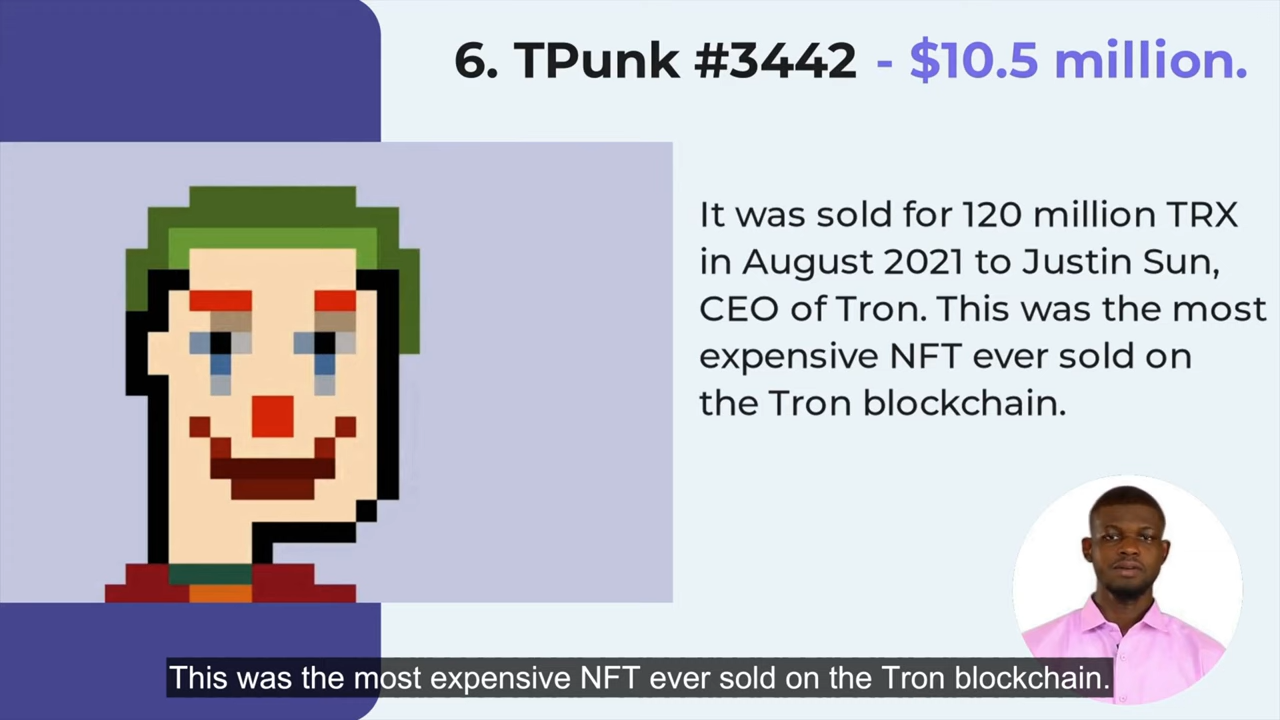 6. TPunk #3442 - $10.5 million.
It was sold for 120 million TRX
in August 2021 to Justin Sun,
CEO of Tron. This was the most
expensive NFT ever sold on
the Tron blockchain.
This was the most expensive NFT ever sold on the Tron blockchain.